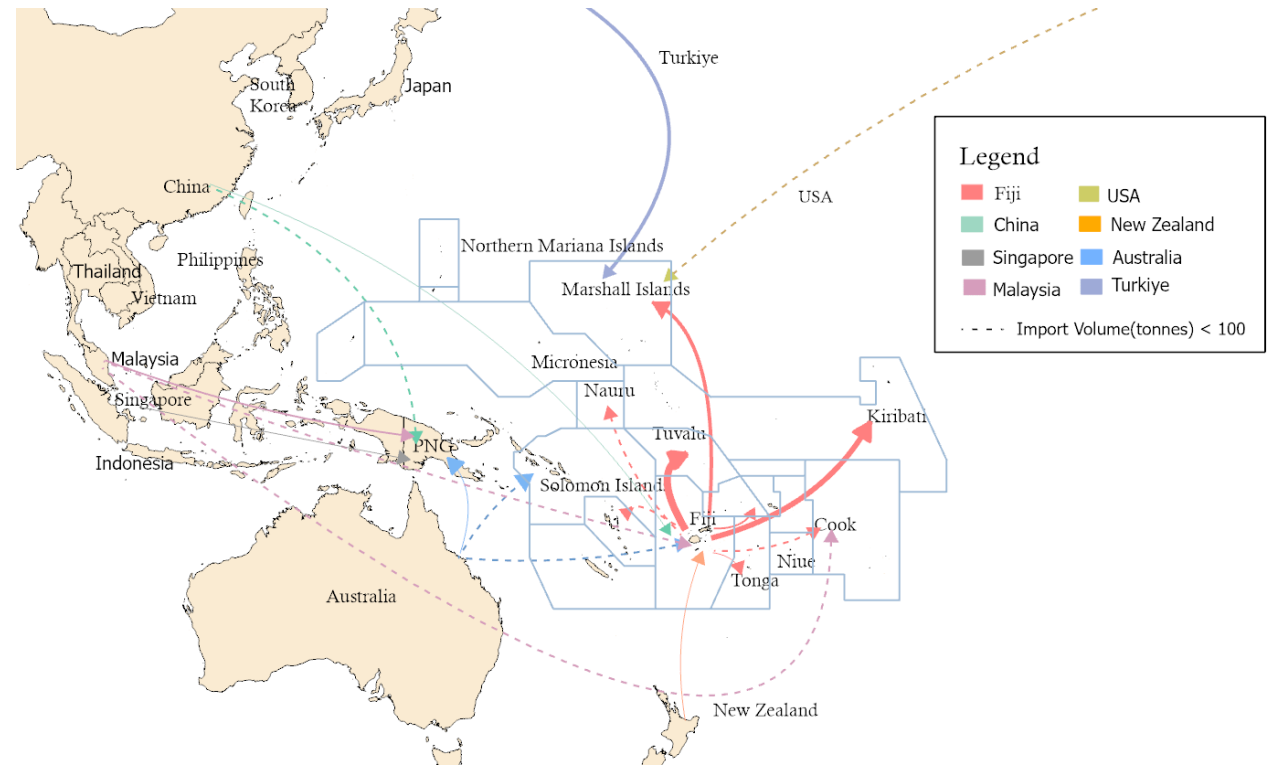 Turkiye
South
Korea
Japan
China
USA
Northern Mariana Islands
Philippines
Thailand
Marshall Islands
Vietnam
Malaysia
Micronesia
Nauru
Singapore
Kiribati
Tuvalu
PNG
Indonesia
Solomon Island
Fiji
Cook
Niue
Tonga
Australia
New Zealand
Legend
Fiji
USA
China
New Zealand
Singapore
Australia
Malaysia
Turkiye
Import Volume(tonnes) < 100